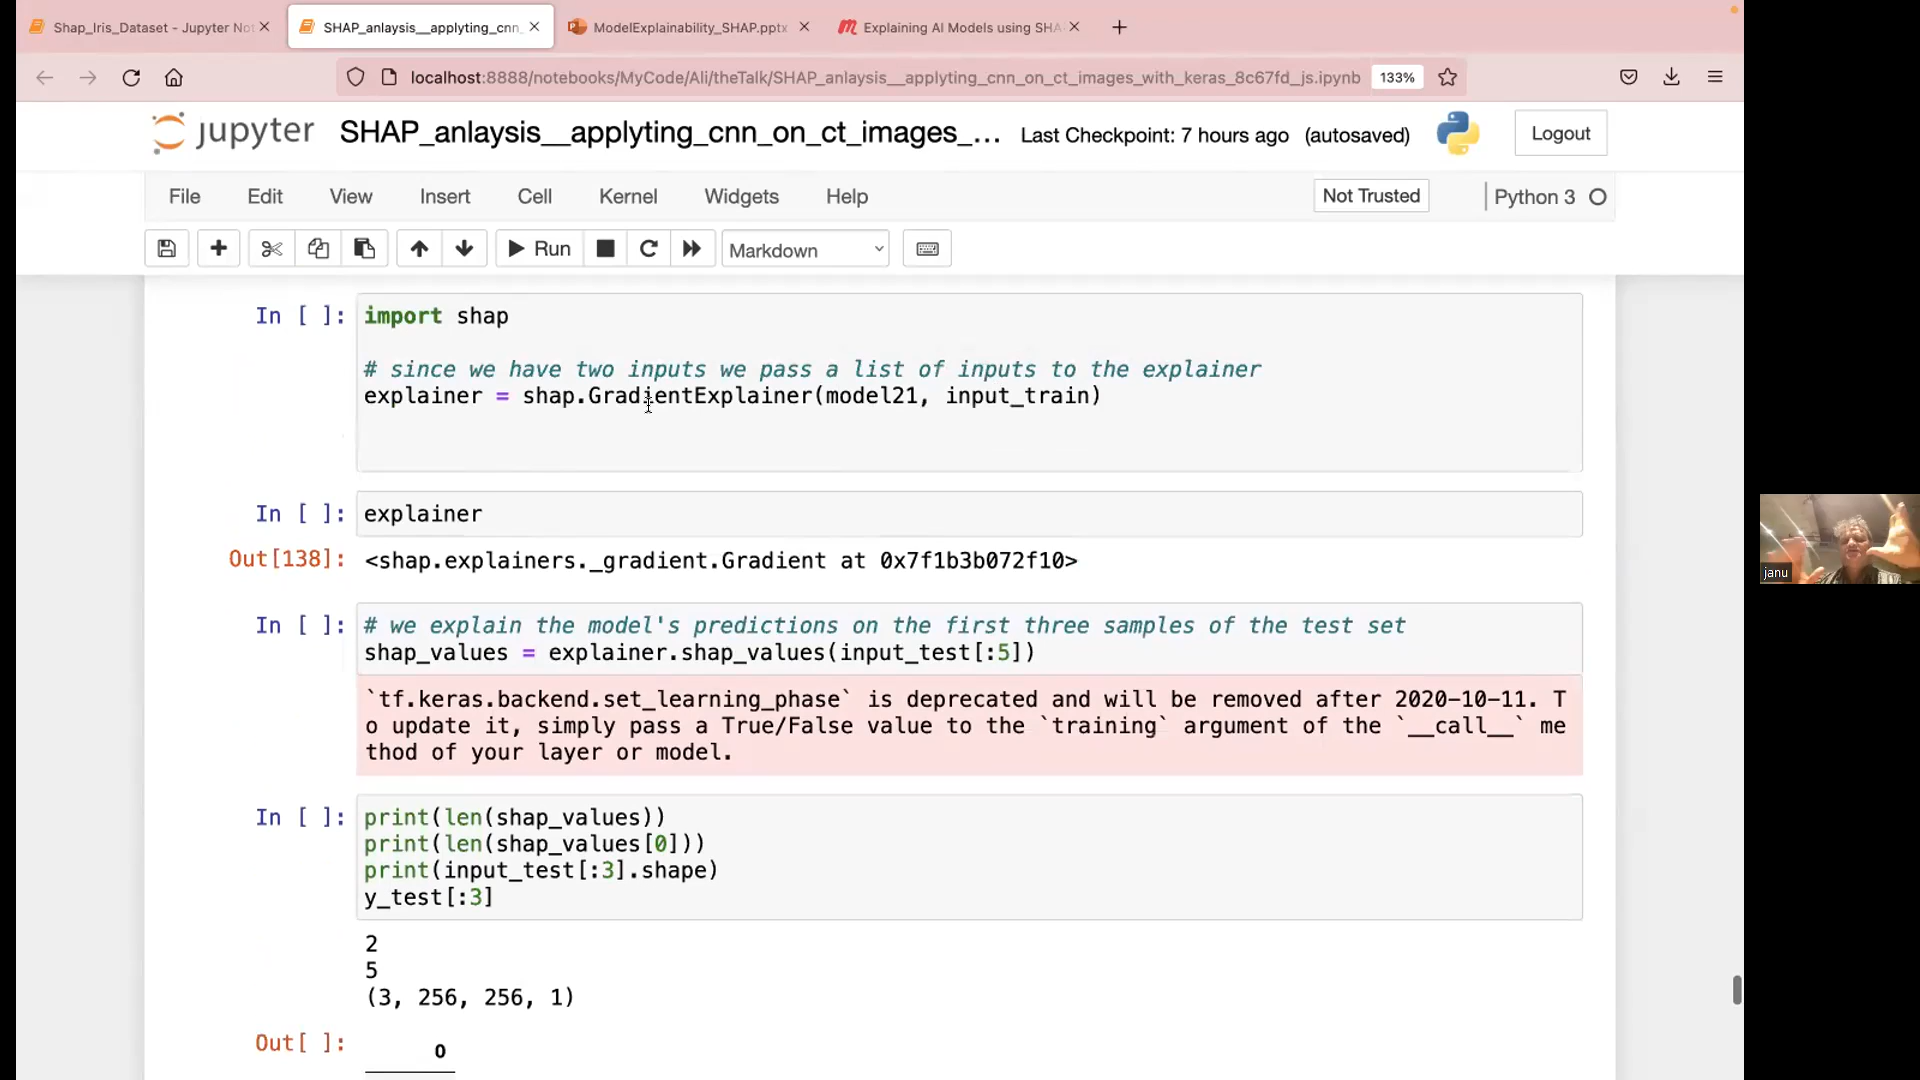 Shap_Iris_Dataset - Jupyter Not
SHAP_anlaysis__applyting_cnn_
ModelExplainability_SHAP.pptx
Explaining AI Models using SHA
localhost:8888/notebooks/MyCode/Ali/theTalk/SHAP_anlaysis__applyting_cnn_on_ct_images_with_keras_8c67fd_js.ipynb
133%
jupyter
SHAP_anlaysis__applyting_cnn_on_ct_images_...
Last Checkpoint: 7 hours ago (autosaved)
Logout
File Edit View Insert Cell Kernel Widgets Help
Not Trusted
Python 3
Run
Markdown
In [ ]: import shap
# since we have two inputs we pass a list of inputs to the explainer
explainer = shap.GradientExplainer(model21, input_train)
In [ ]: explainer
Out[138]: <shap.explainers._gradient.Gradient at 0x7f1b3b072f10>
In [ ]: # we explain the model's predictions on the first three samples of the test set
shap_values = explainer.shap_values(input_test[:5])
`tf.keras.backend.set_learning_phase` is deprecated and will be removed after 2020-10-11. T
o update it, simply pass a True/False value to the `training` argument of the `__call__` me
thod of your layer or model.
In [ ]: print(len(shap_values))
print(len(shap_values[0]))
print(input_test[:3].shape)
y_test[:3]
2
5
(3, 256, 256, 1)
Out[ ]:
0
janu